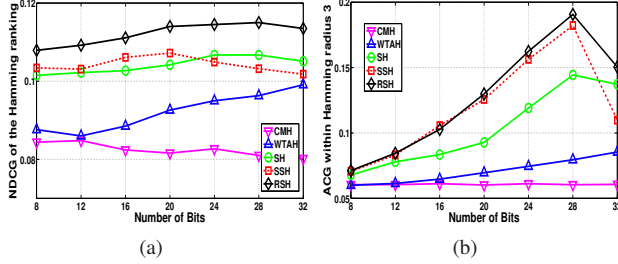 NDCG of the Hamming ranking
0.1
0.08
8 12 16 20 24 28 32
Number of Bits
CMH
WTAH
SH
SSH
RSH
(a)
ACG within Hamming radius 3
0.2
0.15
0.1
0.05
8 12 16 20 24 28 32
Number of Bits
CMH
WTAH
SH
SSH
RSH
(b)